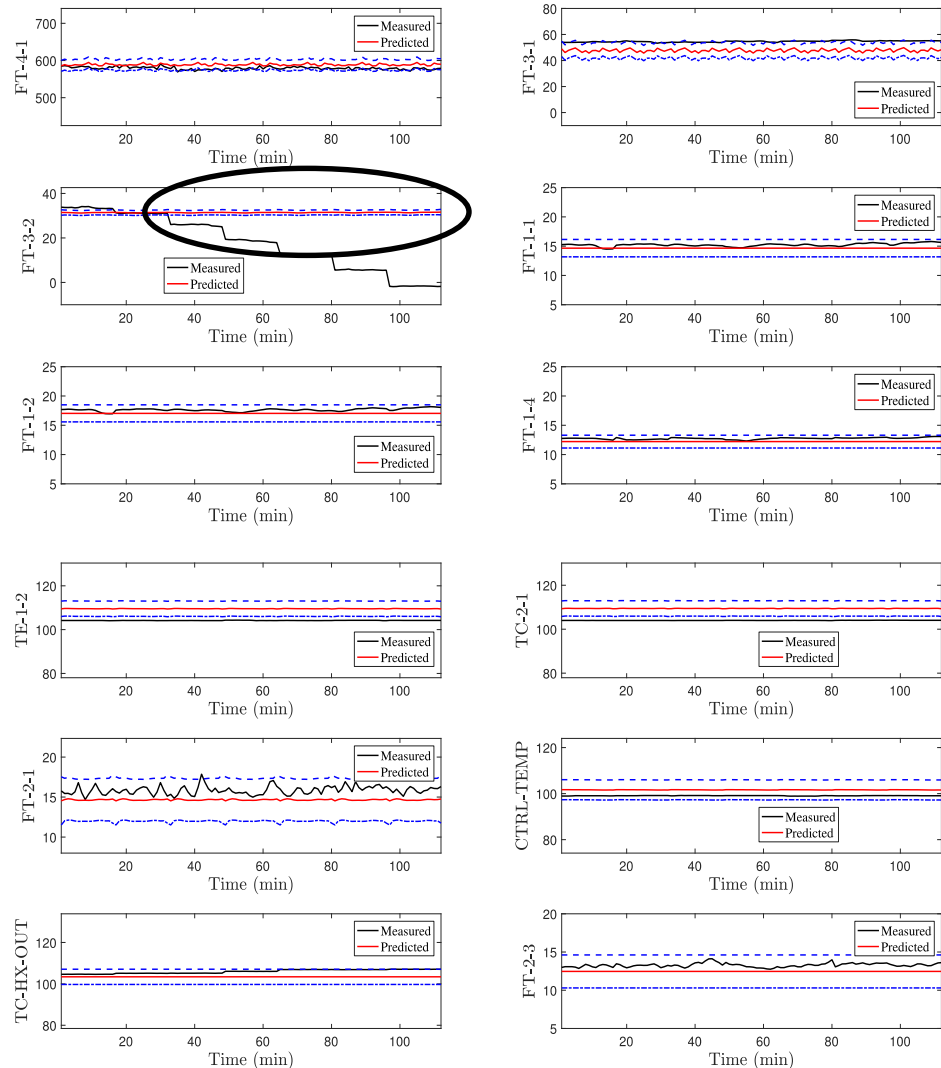 FT-4-1
700
600
500
Measured
Predicted
20 40 60 80 100
Time (min)
FT-3-1
80
60
40
20
0
Measured
Predicted
20 40 60 80 100
Time (min)
FT-3-2
40
20
0
Measured
Predicted
20 40 60 80 100
Time (min)
FT-1-1
25
20
15
10
5
Measured
Predicted
20 40 60 80 100
Time (min)
FT-1-2
25
20
15
10
5
Measured
Predicted
20 40 60 80 100
Time (min)
FT-1-4
25
20
15
10
5
Measured
Predicted
20 40 60 80 100
Time (min)
TE-1-2
120
100
80
Measured
Predicted
20 40 60 80 100
Time (min)
TC-2-1
120
100
80
Measured
Predicted
20 40 60 80 100
Time (min)
FT-2-1
20
15
10
Measured
Predicted
20 40 60 80 100
Time (min)
CTRL-TEMP
120
100
80
Measured
Predicted
20 40 60 80 100
Time (min)
TC-HX-OUT
120
100
80
Measured
Predicted
20 40 60 80 100
Time (min)
FT-2-3
20
15
10
5
Measured
Predicted
20 40 60 80 100
Time (min)